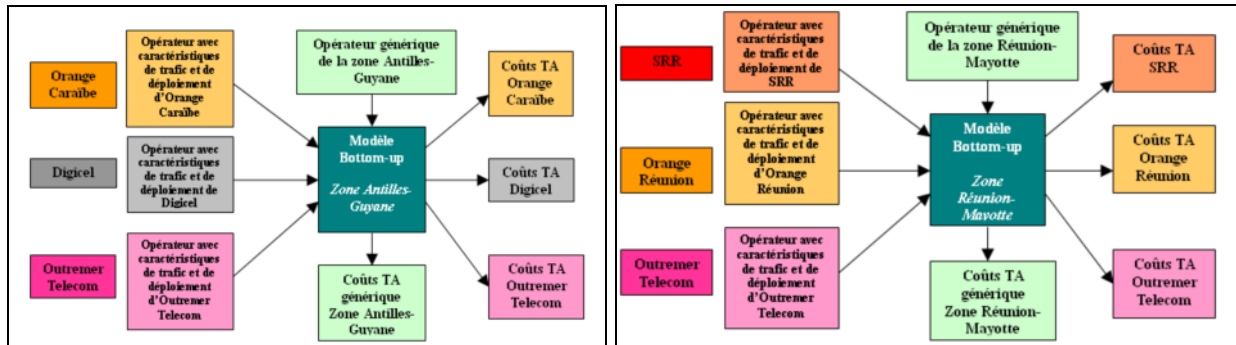 Orange
Caraïbe
Opérateur avec
caractéristiques
de trafic et de
déploiement
d'Orange
Caraïbe
Opérateur générique
de la zone Antilles-
Guyane
Coûts TA
Orange
Caraïbe
Digicel
Opérateur avec
caractéristiques
de trafic et de
déploiement de
Digicel
Modèle
Bottom-up
Zone Antilles-
Guyane
Coûts TA
Digicel
Outremer
Telecom
Opérateur avec
caractéristiques
de trafic et de
déploiement
d'Outremer
Telecom
Coûts TA
générique
Zone Antilles-
Guyane
Coûts TA
Outremer
Telecom
SRR
Opérateur avec
caractéristiques
de trafic et de
déploiement de
SRR
Opérateur générique
de la zone Réunion-
Mayotte
Coûts TA
SRR
Orange
Réunion
Opérateur avec
caractéristiques
de trafic et de
déploiement
d'Orange
Réunion
Modèle
Bottom-up
Zone
Réunion-
Mayotte
Coûts TA
Orange
Réunion
Outremer
Telecom
Opérateur avec
caractéristiques
de trafic et de
déploiement
d'Outremer
Telecom
Coûts TA
générique
Zone Réunion-
Mayotte
Coûts TA
Outremer
Telecom